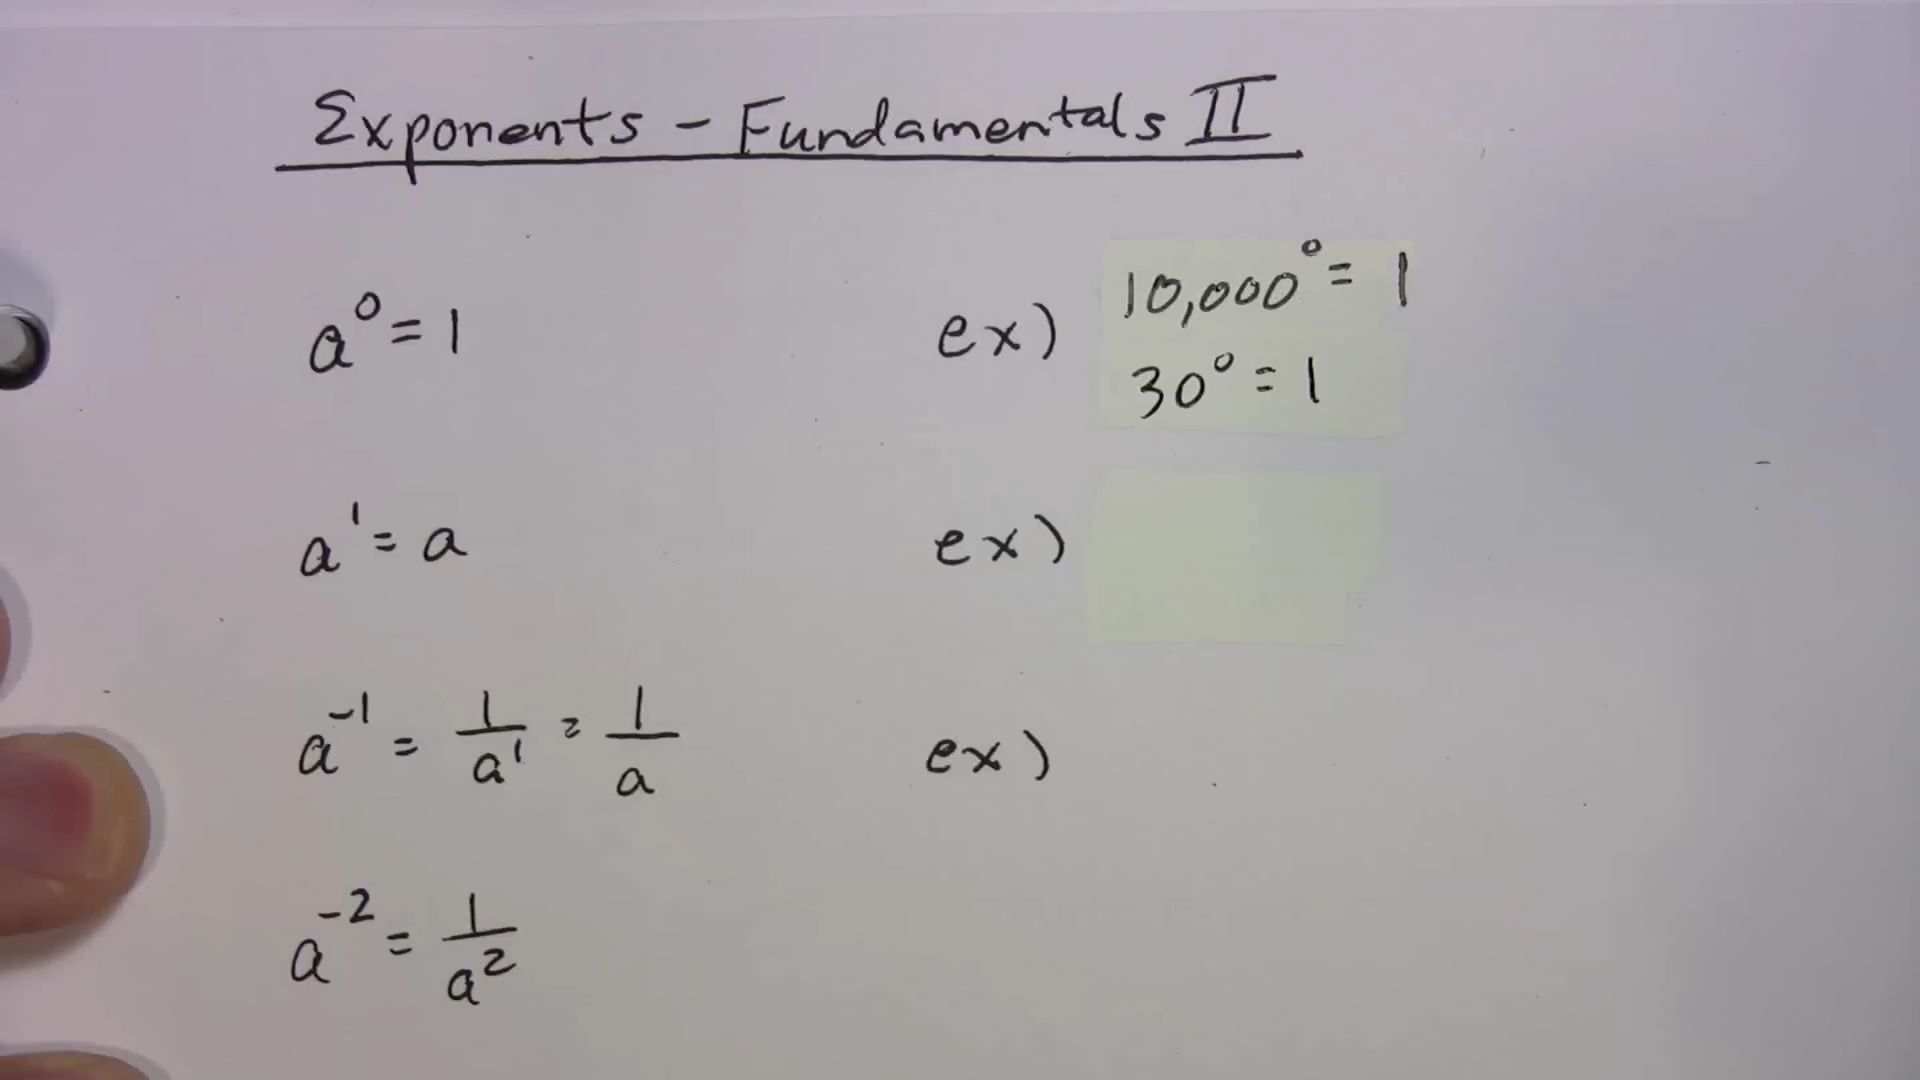 Exponents - Fundamentals II
a⁰ = 1
ex) 10,000⁰ = 1
30⁰ = 1
a¹ = a
ex)
a⁻¹ = 1/a¹ = 1/a
ex)
a⁻² = 1/a²